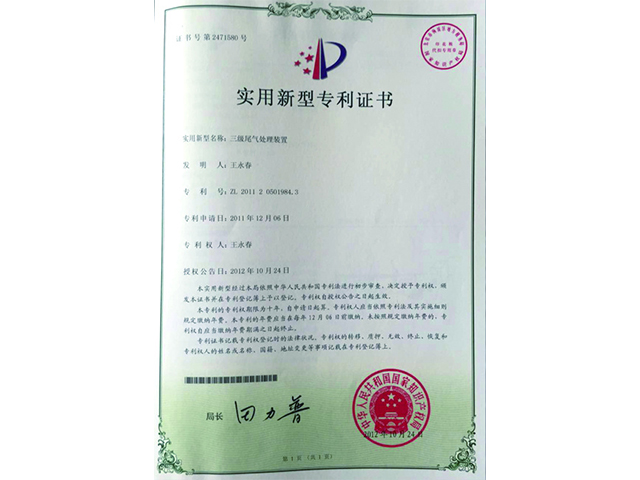 证书号第2471580号
实用新型专利证书
实用新型名称：三级尾气处理装置
发 明 人：王永春
专 利 号：ZL 2011 2 0501984.3
专利申请日：2011年12月06日
专 利 权 人：王永春
授权公告日：2012年10月24日
本实用新型经过本局依照中华人民共和国专利法进行初步审查，决定授予专利权，颁
发本证书并在专利登记簿上予以登记。专利权自授权公告之日起生效。
本专利的专利权期限为十年，自申请日起算。专利权人应当依照专利法及其实施细则
规定缴纳年费。本专利的年费应当在每年12月06日前缴纳。未按照规定缴纳年费的，专
利权自应当缴纳年费期满之日起终止。
专利证书记载专利权登记时的法律状况。专利权的转移、质押、无效、终止、恢复和
专利权人的姓名或名称、国籍、地址变更等事项记载在专利登记簿上。
局长 田力普
中华人民共和国国家知识产权局
2012年10月24日
第1页（共1页）